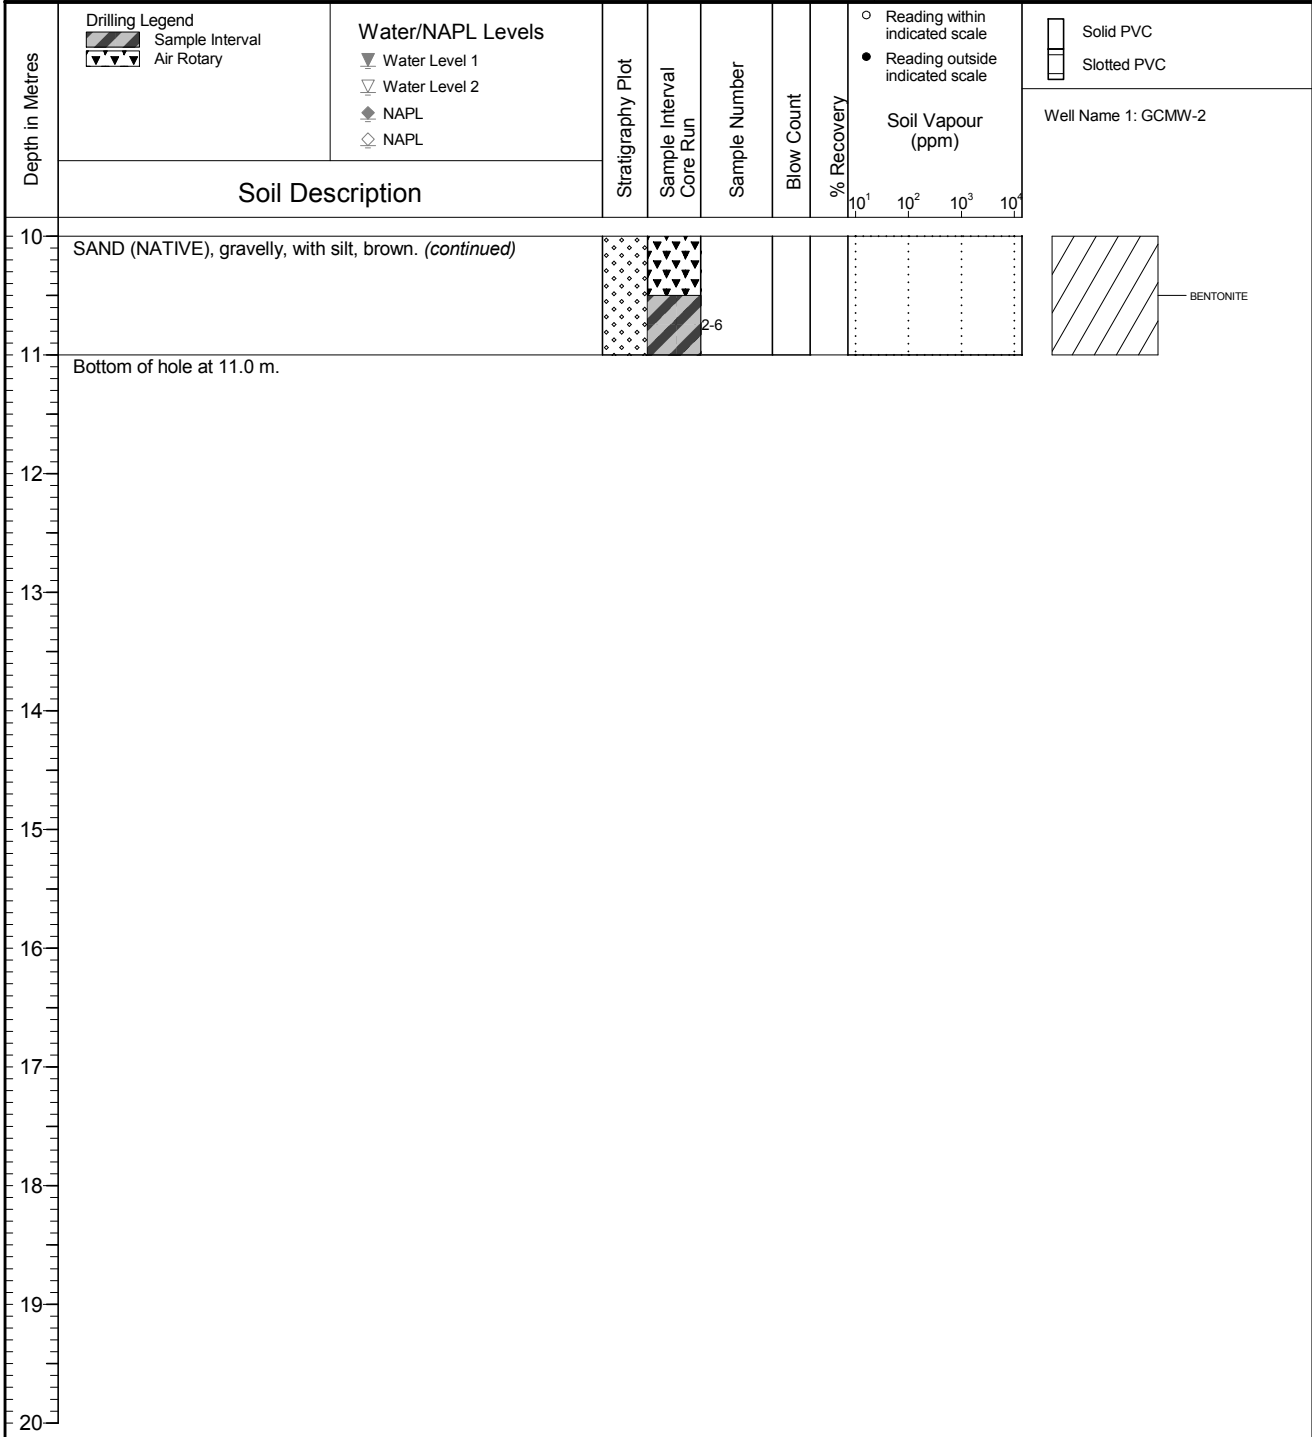 Depth in Metres
Drilling Legend
Sample Interval
Air Rotary
Water/NAPL Levels
Water Level 1
Water Level 2
NAPL
NAPL
Soil Description
Stratigraphy Plot
Sample Interval
Core Run
Sample Number
Blow Count
% Recovery
Reading within
indicated scale
Reading outside
indicated scale
Soil Vapour
(ppm)
10¹ 10² 10³ 10⁴
Solid PVC
Slotted PVC
Well Name 1: GCMW-2
10
SAND (NATIVE), gravelly, with silt, brown. (continued)
2-6
BENTONITE
11
Bottom of hole at 11.0 m.
12
13
14
15
16
17
18
19
20